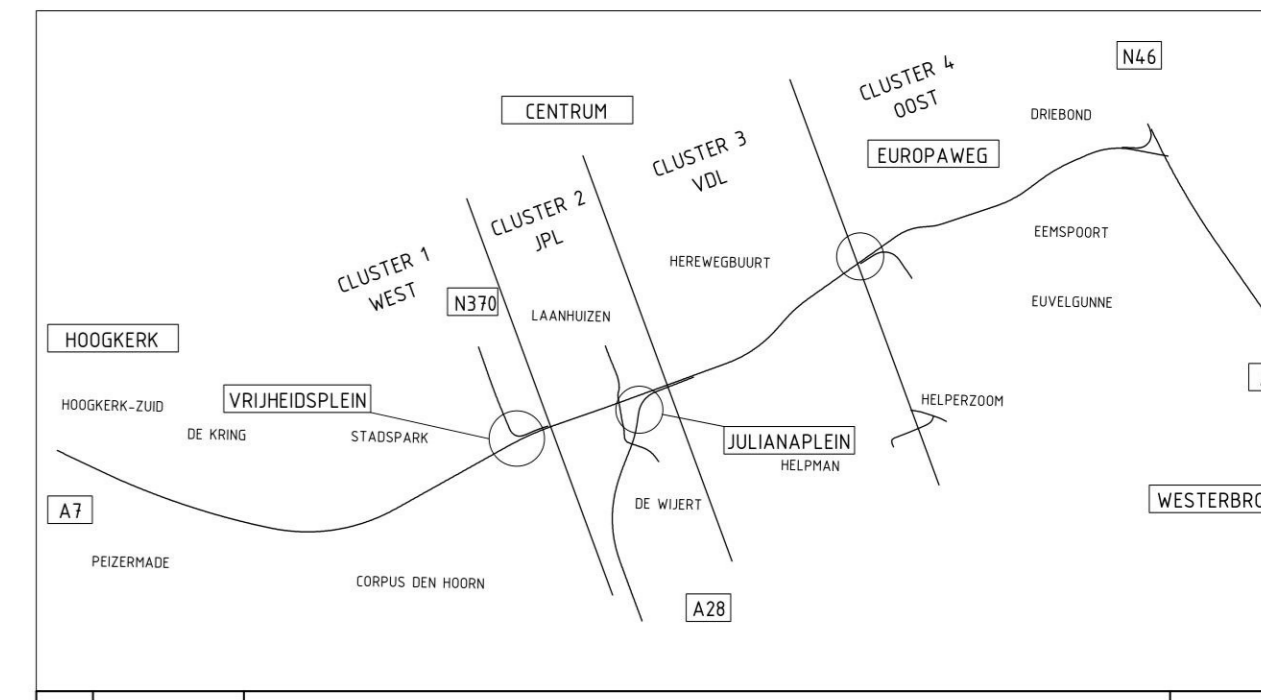 N46
CLUSTER 4
OOST
CENTRUM
DRIEBOND
CLUSTER 3
VDL
EUROPAWEG
CLUSTER 2
JPL
EEMSPOORT
HEREWEGBUURT
CLUSTER 1
WEST
N370
EUVELGUNNE
LAANHUIZEN
HOOGKERK
VRIJHEIDSPLEIN
HELPERZOOM
HOOGKERK-ZUID
DE KRING
STADSPARK
JULIANAPLEIN
HELPMAN
A7
DE WIJERT
WESTERBRO
PEIZERMADE
CORPUS DEN HOORN
A28